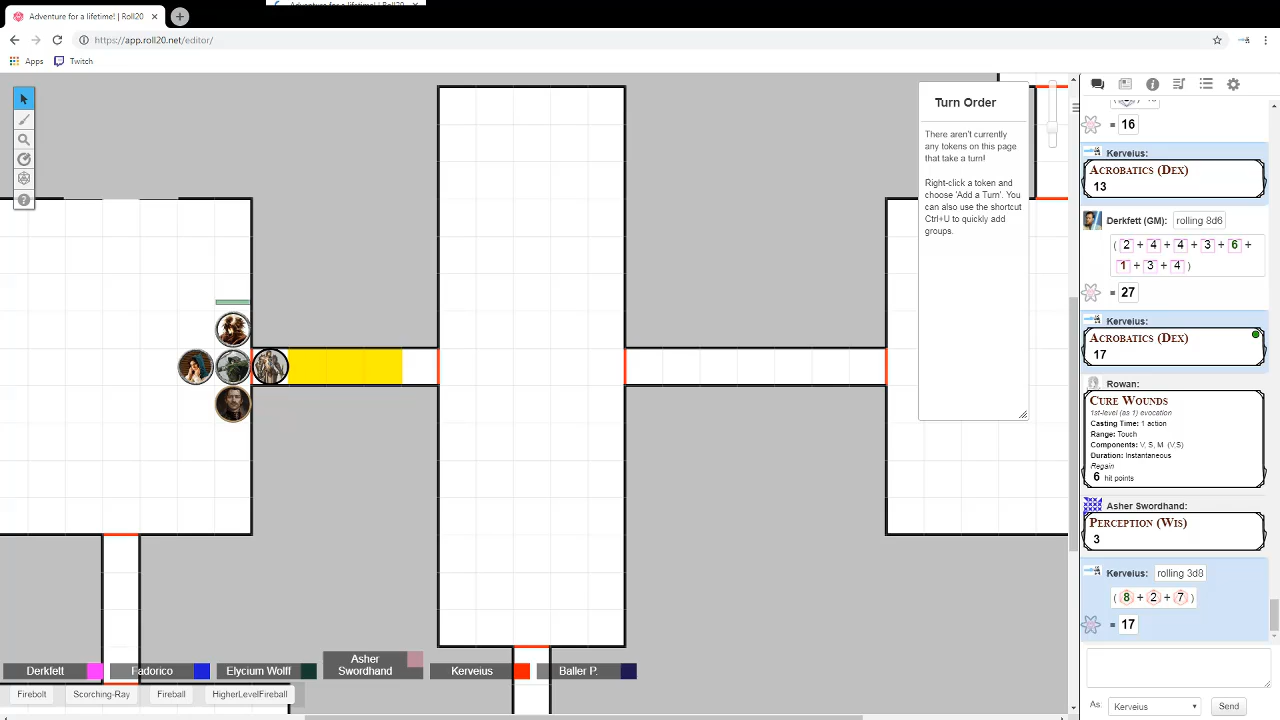 Adventure for a lifetime! | Roll20
Adventure for a lifetime! | Roll20
https://app.roll20.net/editor/
Apps
Twitch
Turn Order
There aren't currently
any tokens on this page
that take a turn!
Right-click a token and
choose 'Add a Turn'. You
can also use the shortcut
Ctrl+U to quickly add
groups.
= 16
Kerveius:
Acrobatics (Dex)
13
Derkfett (GM): rolling 8d6
( 2 + 4 + 4 + 3 + 6 +
1 + 3 + 4 )
= 27
Kerveius:
Acrobatics (Dex)
17
Rowan:
Cure Wounds
1st-level (as 1) evocation
Casting Time: 1 action
Range: Touch
Components: V, S, M (V.S)
Duration: Instantaneous
Regain
6 hit points
Asher Swordhand:
Perception (Wis)
3
Kerveius: rolling 3d8
( 8 + 2 + 7 )
= 17
Derkfett
Fadorico
Elycium Wolff
Asher
Swordhand
Kerveius
Baller P.
Firebolt
Scorching-Ray
Fireball
HigherLevelFireball
As:
Kerveius
Send